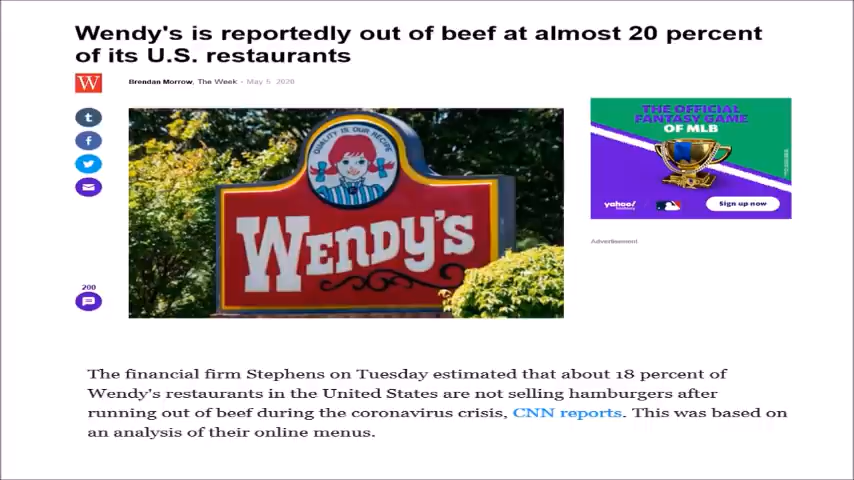 Wendy's is reportedly out of beef at almost 20 percent
of its U.S. restaurants
W
Brendan Morrow, The Week - May 5, 2020
t
f
200
QUALITY IS OUR RECIPE
WENDY'S
THE OFFICIAL
FANTASY GAME
OF MLB
yahoo!
Sign up now
Advertisement
The financial firm Stephens on Tuesday estimated that about 18 percent of
Wendy's restaurants in the United States are not selling hamburgers after
running out of beef during the coronavirus crisis, CNN reports. This was based on
an analysis of their online menus.